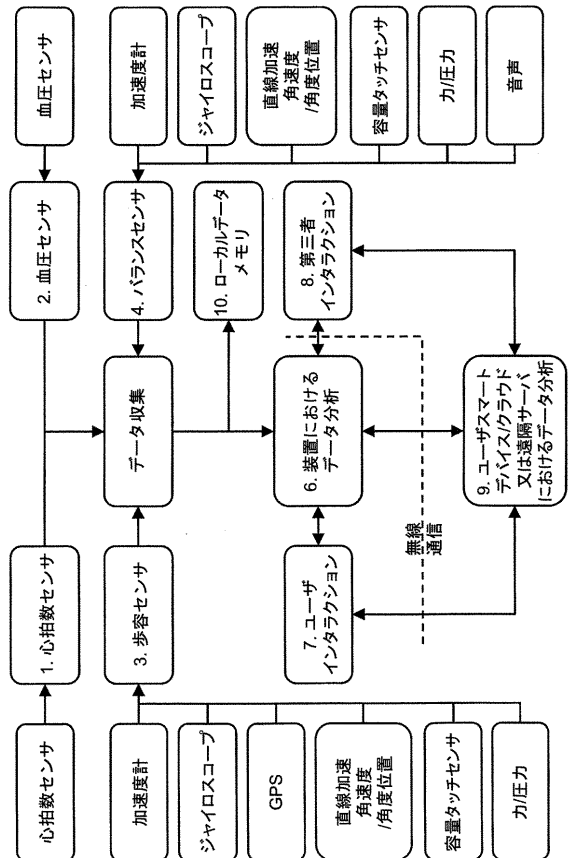 心拍数センサ
1. 心拍数センサ
2. 血圧センサ
血圧センサ
加速度計
ジャイロスコープ
GPS
直線加速
角速度
/角度位置
容量タッチセンサ
力/圧力
3. 歩容センサ
データ収集
4. バランスセンサ
加速度計
ジャイロスコープ
直線加速
角速度
/角度位置
容量タッチセンサ
力/圧力
音声
10. ローカルデータ
メモリ
7. ユーザ
インタラクション
6. 装置における
データ分析
8. 第三者
インタラクション
無線
通信
9. ユーザスマート
デバイス/クラウド
又は遠隔サーバ
におけるデータ分析